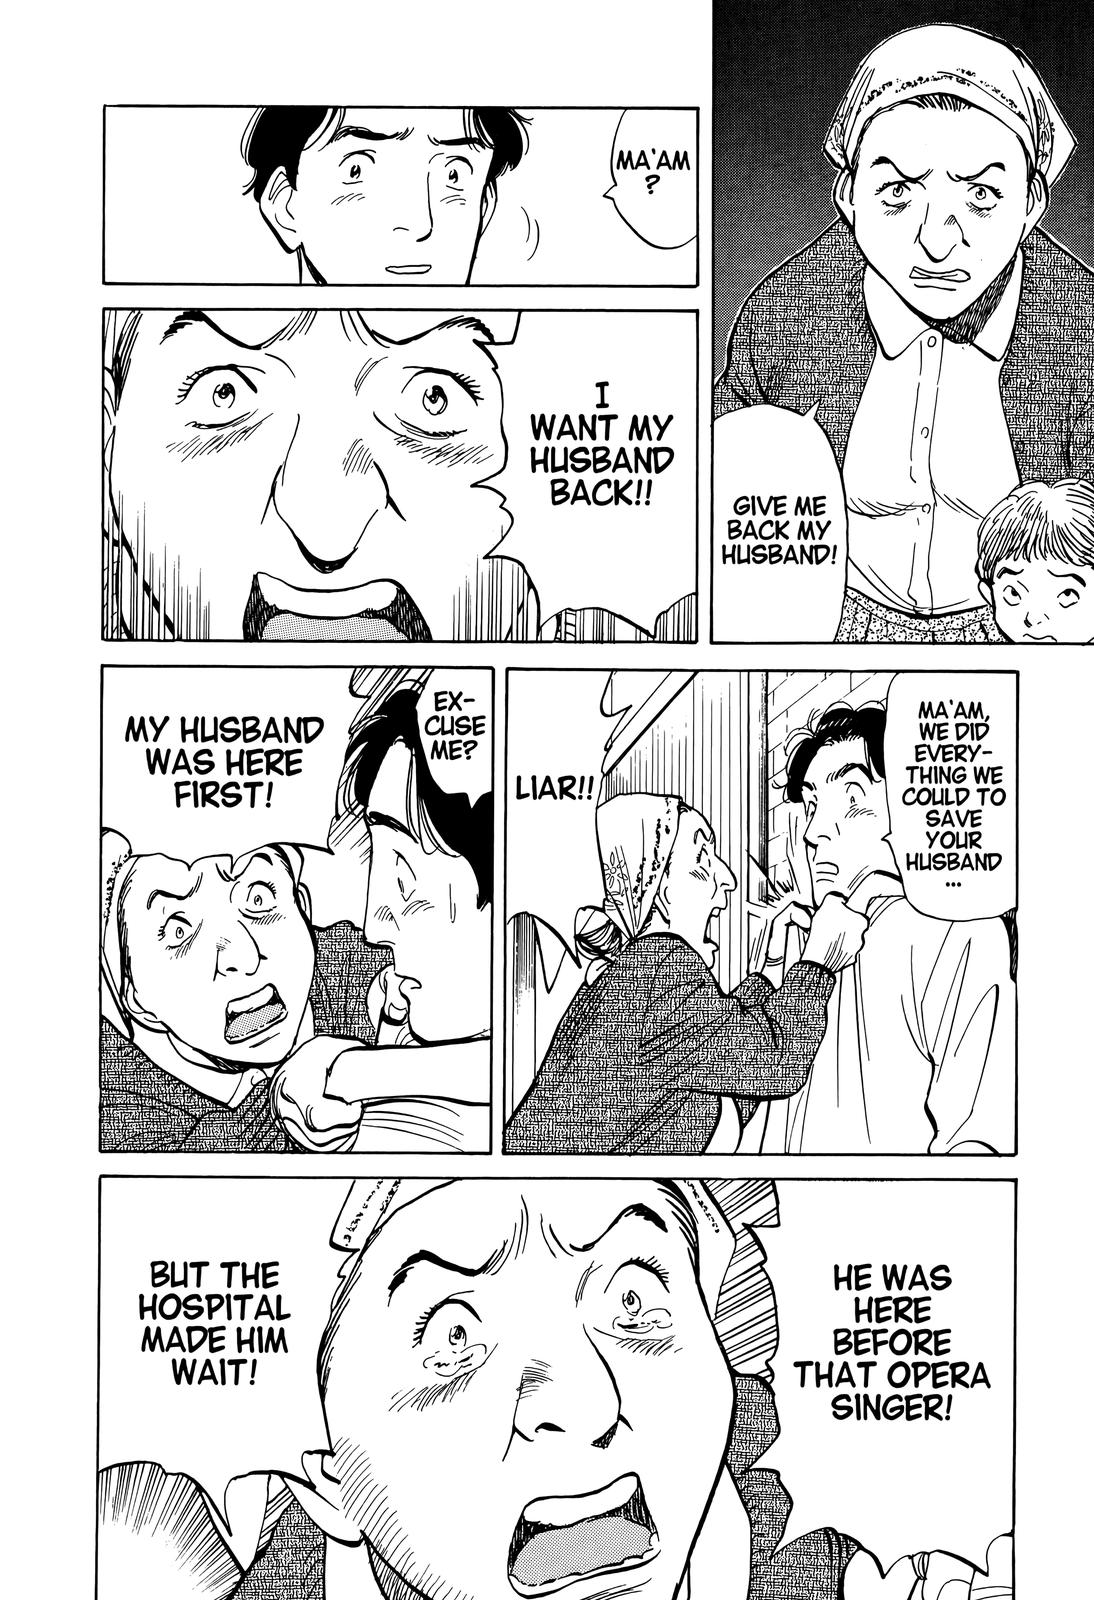 GIVE ME
BACK MY
HUSBAND!
MA'AM
?
I
WANT MY
HUSBAND
BACK!!
MA'AM,
WE DID
EVERY-
THING WE
COULD TO
SAVE
YOUR
HUSBAND
...
LIAR!!
EX-
CUSE
ME?
MY HUSBAND
WAS HERE
FIRST!
HE WAS
HERE
BEFORE
THAT OPERA
SINGER!
BUT THE
HOSPITAL
MADE HIM
WAIT!